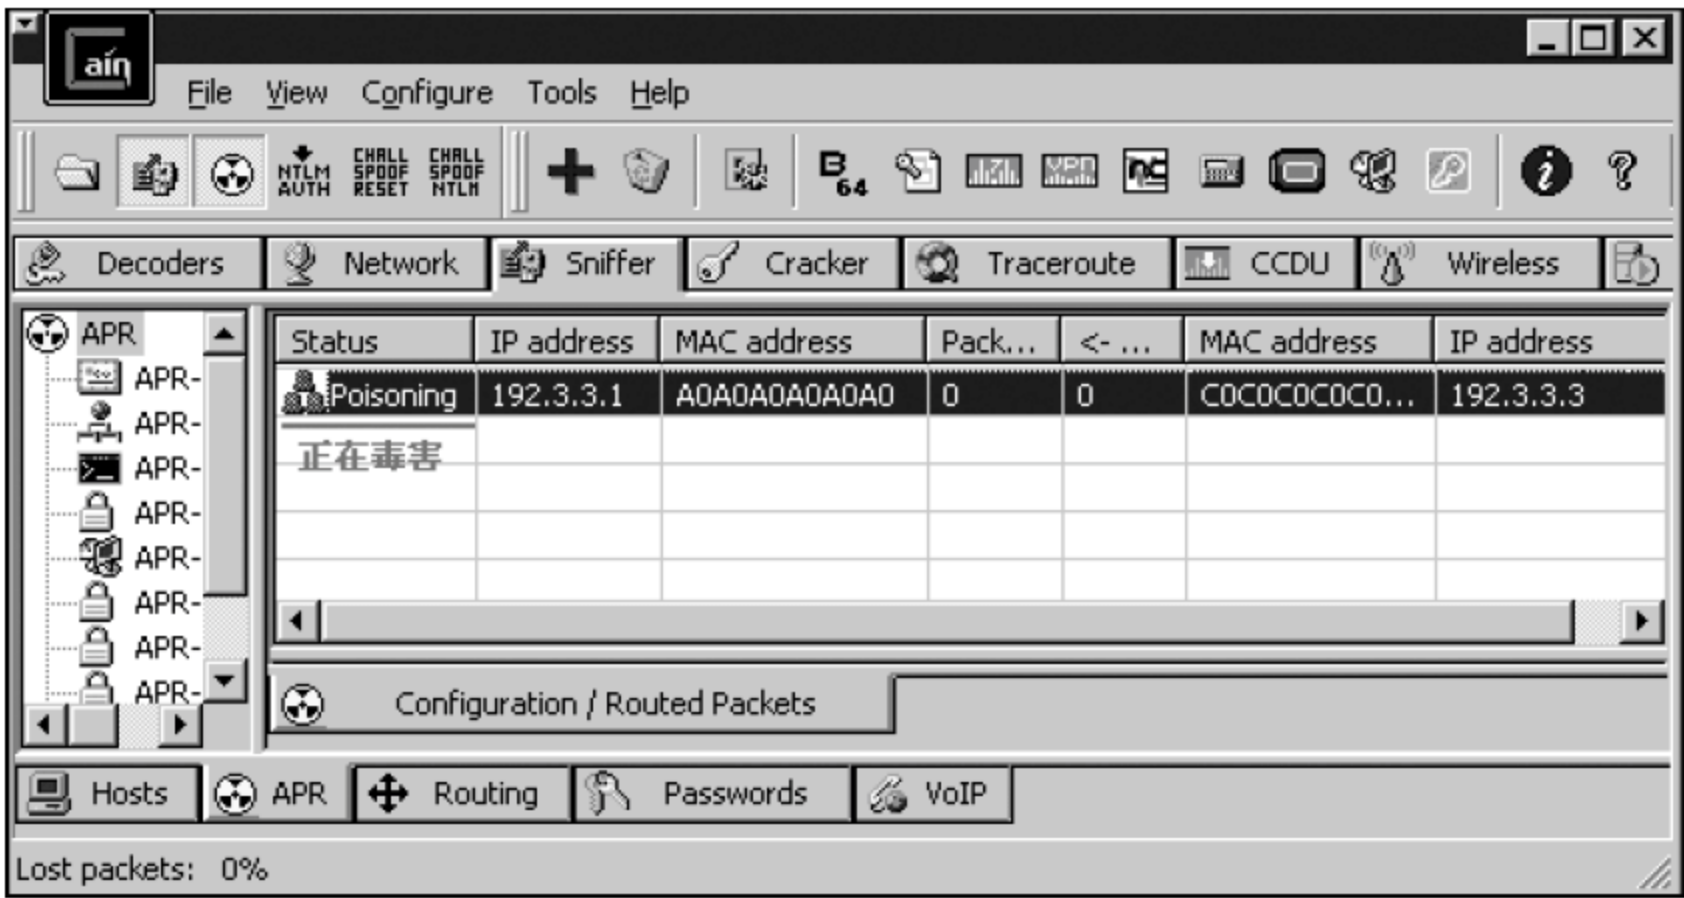 Cain
File View Configure Tools Help
NTLM AUTH CHALL SPOOF RESET CHALL SPOOF NTLM B 64 VPN
Decoders Network Sniffer Cracker Traceroute CCDU Wireless
APR
APR-
APR-
APR-
APR-
APR-
APR-
APR-
APR-
Status IP address MAC address Pack... <- ... MAC address IP address
Poisoning 192.3.3.1 A0A0A0A0A0A0 0 0 C0C0C0C0C0... 192.3.3.3
正在毒害
Configuration / Routed Packets
Hosts APR Routing Passwords VoIP
Lost packets: 0%